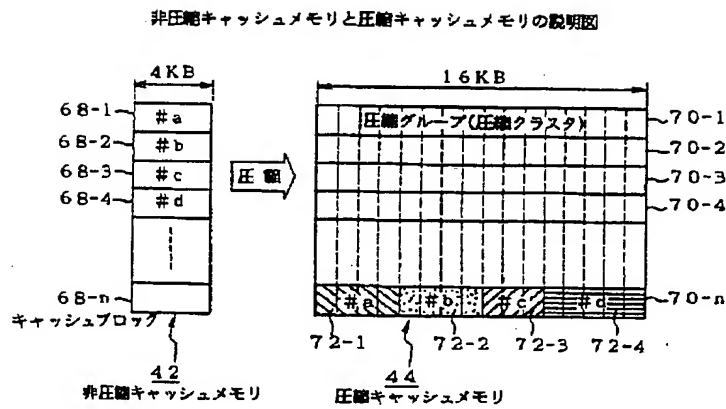 非圧縮キャッシュメモリと圧縮キャッシュメモリの説明図
4KB
16KB
68-1
#a
圧縮グループ(圧縮クラスタ)
70-1
68-2
#b
70-2
68-3
#c
圧縮
70-3
68-4
#d
70-4
68-n
#a
#b
#c
#d
70-n
キャッシュブロック
72-1
72-2
72-3
72-4
42
44
非圧縮キャッシュメモリ
圧縮キャッシュメモリ